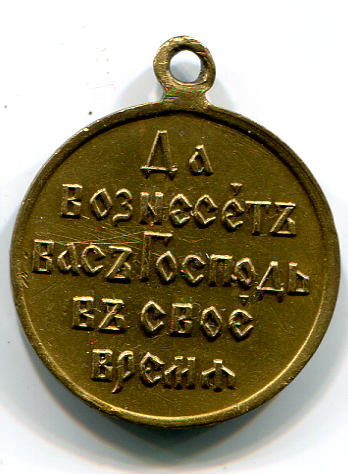 Да
вознесе́тъ
васъ Господь
въ свое́
время